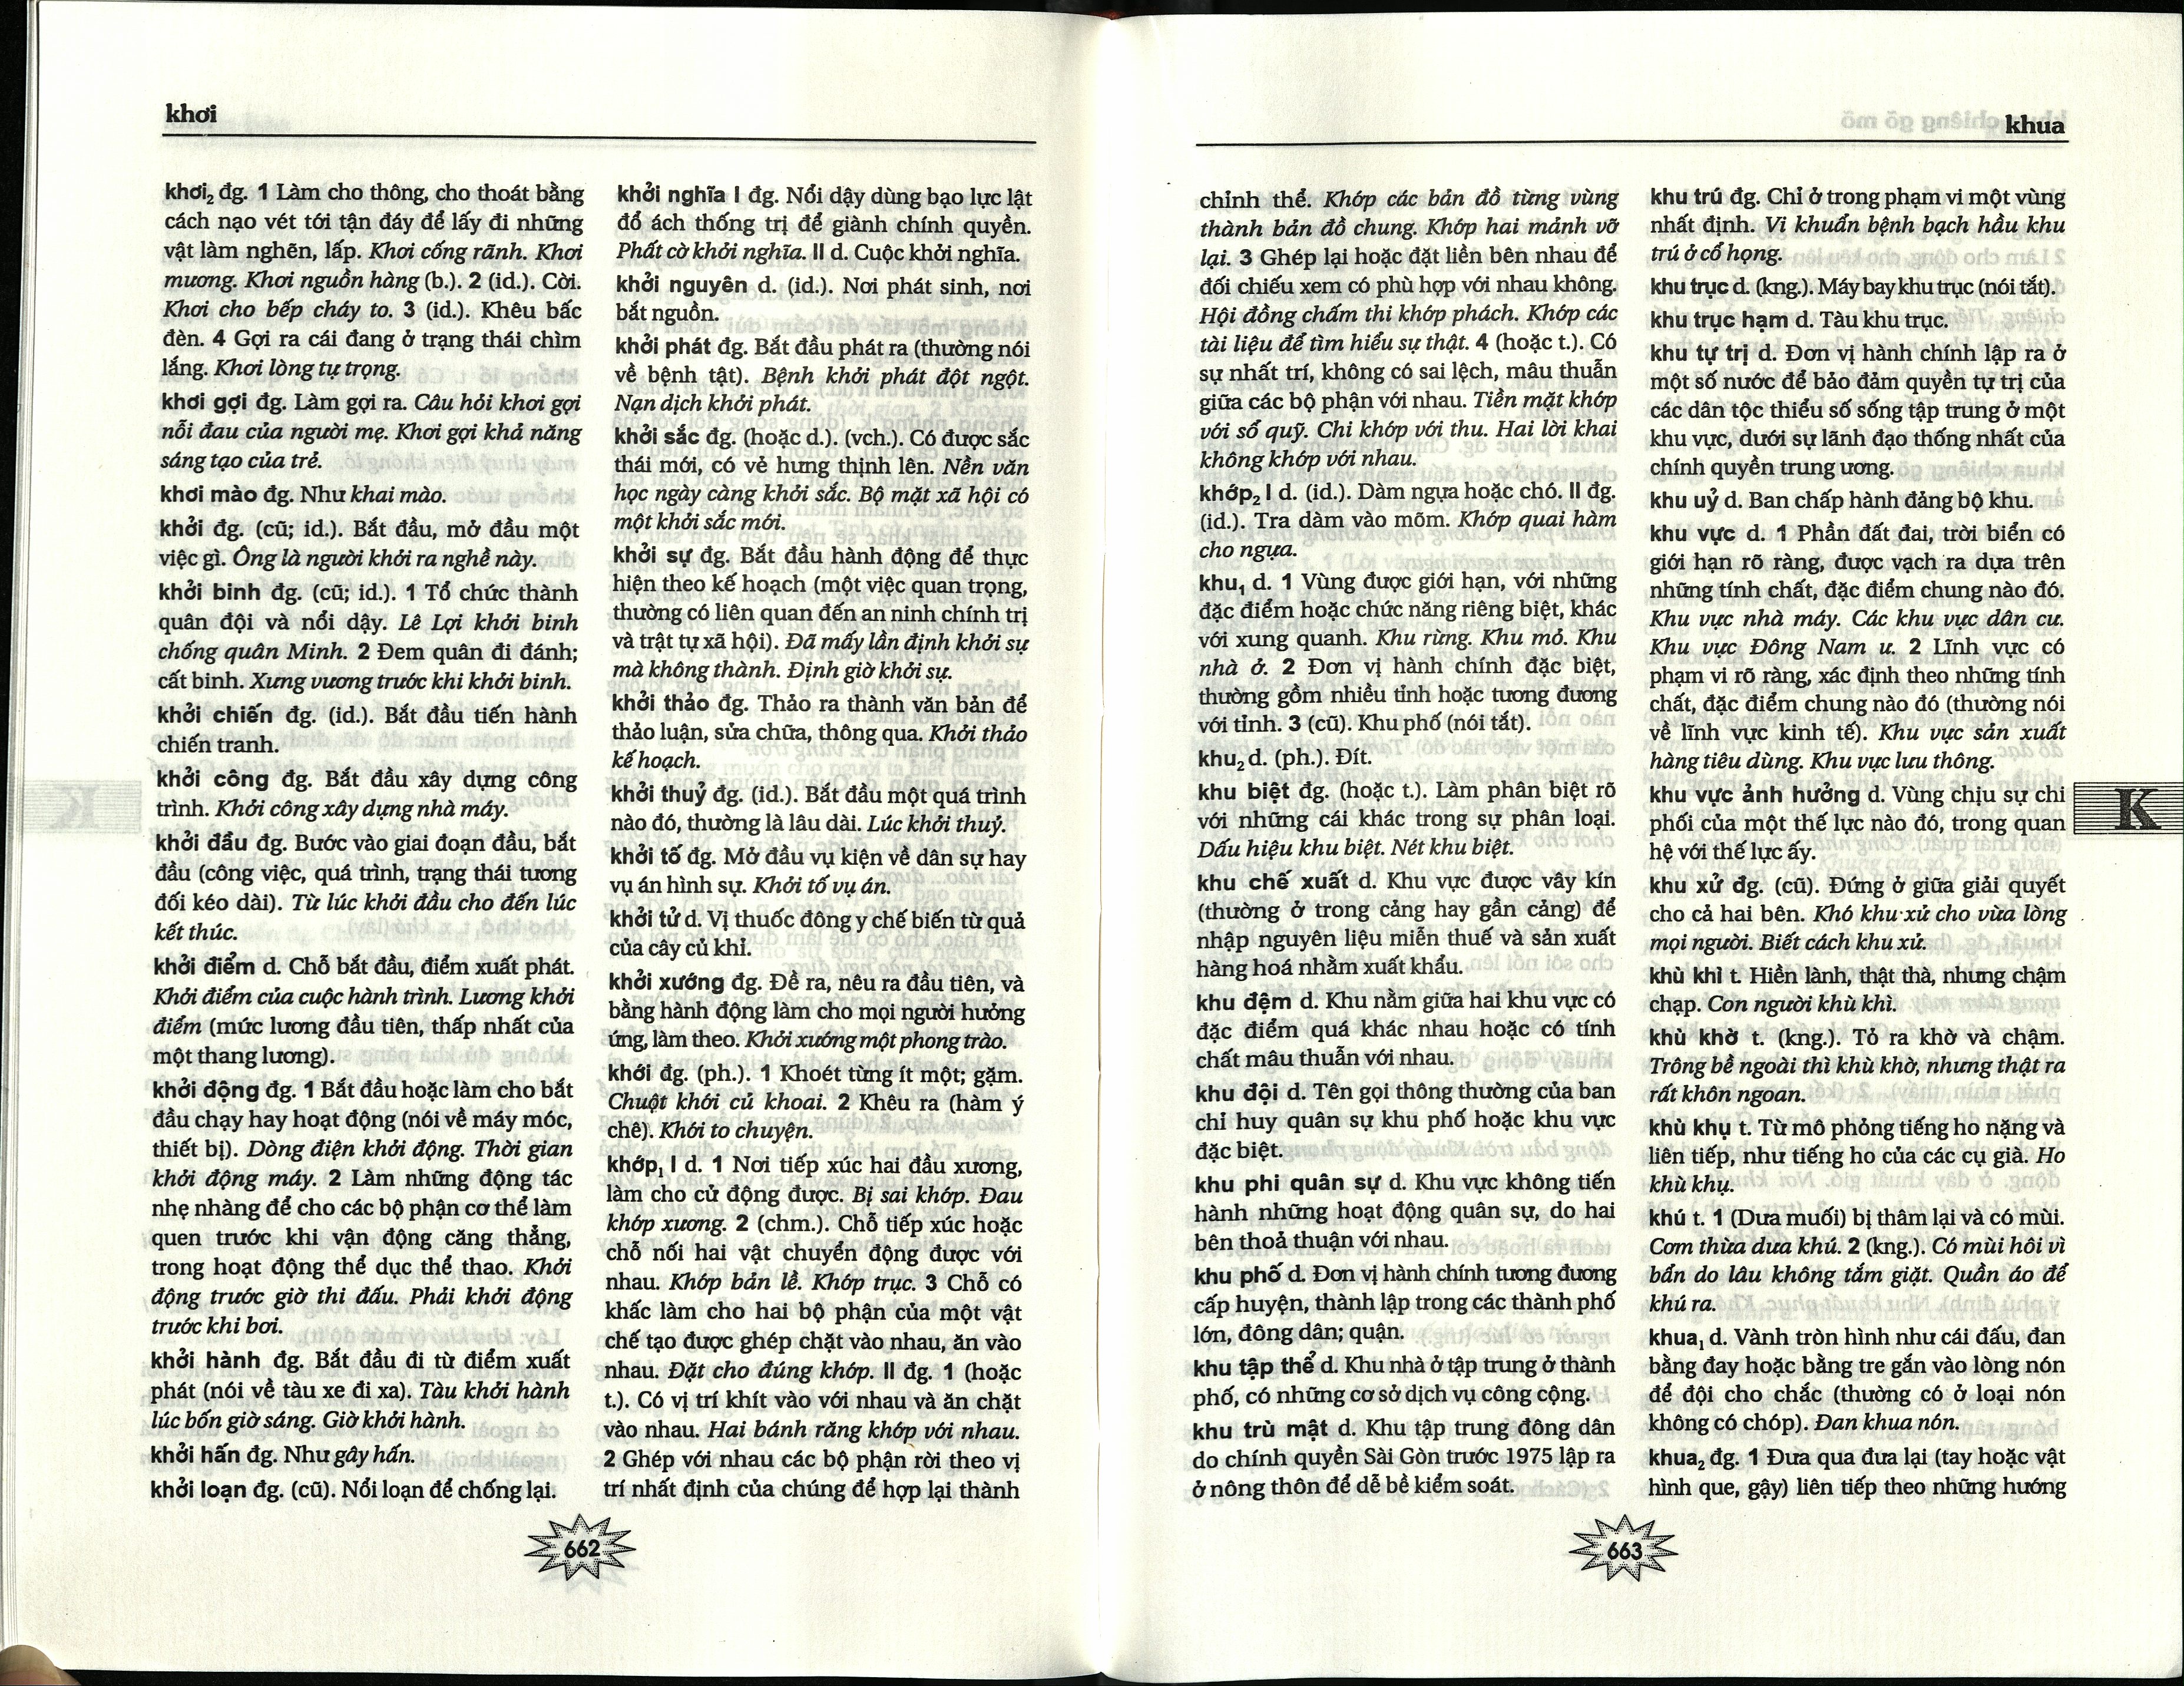 khơi
khơi₂ đg. 1 Làm cho thông, cho thoát bằng
cách nạo vét tới tận đáy để lấy đi những
vật làm nghẽn, lấp. Khơi cống rãnh. Khơi
mương. Khơi nguồn hàng (b.). 2 (id.). Cời.
Khơi cho bếp cháy to. 3 (id.). Khêu bấc
đèn. 4 Gợi ra cái đang ở trạng thái chìm
lắng. Khơi lòng tự trọng.
khơi gợi đg. Làm gợi ra. Câu hỏi khơi gợi
nỗi đau của người mẹ. Khơi gợi khả năng
sáng tạo của trẻ.
khơi mào đg. Như khai mào.
khởi đg. (cũ; id.). Bắt đầu, mở đầu một
việc gì. Ông là người khởi ra nghề này.
khởi binh đg. (cũ; id.). 1 Tổ chức thành
quân đội và nổi dậy. Lê Lợi khởi binh
chống quân Minh. 2 Đem quân đi đánh;
cất binh. Xưng vương trước khi khởi binh.
khởi chiến đg. (id.). Bắt đầu tiến hành
chiến tranh.
khởi công đg. Bắt đầu xây dựng công
trình. Khởi công xây dựng nhà máy.
khởi đầu đg. Bước vào giai đoạn đầu, bắt
đầu (công việc, quá trình, trạng thái tương
đối kéo dài). Từ lúc khởi đầu cho đến lúc
kết thúc.
khởi điểm d. Chỗ bắt đầu, điểm xuất phát.
Khởi điểm của cuộc hành trình. Lương khởi
điểm (mức lương đầu tiên, thấp nhất của
một thang lương).
khởi động đg. 1 Bắt đầu hoặc làm cho bắt
đầu chạy hay hoạt động (nói về máy móc,
thiết bị). Dòng điện khởi động. Thời gian
khởi động máy. 2 Làm những động tác
nhẹ nhàng để cho các bộ phận cơ thể làm
quen trước khi vận động căng thẳng,
trong hoạt động thể dục thể thao. Khởi
động trước giờ thi đấu. Phải khởi động
trước khi bơi.
khởi hành đg. Bắt đầu đi từ điểm xuất
phát (nói về tàu xe đi xa). Tàu khởi hành
lúc bốn giờ sáng. Giờ khởi hành.
khởi hấn đg. Như gây hấn.
khởi loạn đg. (cũ). Nổi loạn để chống lại.
khởi nghĩa I đg. Nổi dậy dùng bạo lực lật
đổ ách thống trị để giành chính quyền.
Phất cờ khởi nghĩa. II d. Cuộc khởi nghĩa.
khởi nguyên d. (id.). Nơi phát sinh, nơi
bắt nguồn.
khởi phát đg. Bắt đầu phát ra (thường nói
về bệnh tật). Bệnh khởi phát đột ngột.
Nạn dịch khởi phát.
khởi sắc đg. (hoặc d.). (vch.). Có được sắc
thái mới, có vẻ hưng thịnh lên. Nền văn
học ngày càng khởi sắc. Bộ mặt xã hội có
một khởi sắc mới.
khởi sự đg. Bắt đầu hành động để thực
hiện theo kế hoạch (một việc quan trọng,
thường có liên quan đến an ninh chính trị
và trật tự xã hội). Đã mấy lần định khởi sự
mà không thành. Định giờ khởi sự.
khởi thảo đg. Thảo ra thành văn bản để
thảo luận, sửa chữa, thông qua. Khởi thảo
kế hoạch.
khởi thuỷ đg. (id.). Bắt đầu một quá trình
nào đó, thường là lâu dài. Lúc khởi thuỷ.
khởi tố đg. Mở đầu vụ kiện về dân sự hay
vụ án hình sự. Khởi tố vụ án.
khởi tử d. Vị thuốc đông y chế biến từ quả
của cây củ khỉ.
khởi xướng đg. Đề ra, nêu ra đầu tiên, và
bằng hành động làm cho mọi người hưởng
ứng, làm theo. Khởi xướng một phong trào.
khới đg. (ph.). 1 Khoét từng ít một; gặm.
Chuột khới củ khoai. 2 Khêu ra (hàm ý
chê). Khới to chuyện.
khớp₁ I d. 1 Nơi tiếp xúc hai đầu xương,
làm cho cử động được. Bị sai khớp. Đau
khớp xương. 2 (chm.). Chỗ tiếp xúc hoặc
chỗ nối hai vật chuyển động được với
nhau. Khớp bản lề. Khớp trục. 3 Chỗ có
khấc làm cho hai bộ phận của một vật
chế tạo được ghép chặt vào nhau, ăn vào
nhau. Đặt cho đúng khớp. II đg. 1 (hoặc
t.). Có vị trí khít vào với nhau và ăn chặt
vào nhau. Hai bánh răng khớp với nhau.
2 Ghép với nhau các bộ phận rời theo vị
trí nhất định của chúng để hợp lại thành
662
khua
chỉnh thể. Khớp các bản đồ từng vùng
thành bản đồ chung. Khớp hai mảnh vỡ
lại. 3 Ghép lại hoặc đặt liền bên nhau để
đối chiếu xem có phù hợp với nhau không.
Hội đồng chấm thi khớp phách. Khớp các
tài liệu để tìm hiểu sự thật. 4 (hoặc t.). Có
sự nhất trí, không có sai lệch, mâu thuẫn
giữa các bộ phận với nhau. Tiền mặt khớp
với sổ quỹ. Chi khớp với thu. Hai lời khai
không khớp với nhau.
khớp₂ I d. (id.). Dàm ngựa hoặc chó. II đg.
(id.). Tra dàm vào mõm. Khớp quai hàm
cho ngựa.
khu₁ d. 1 Vùng được giới hạn, với những
đặc điểm hoặc chức năng riêng biệt, khác
với xung quanh. Khu rừng. Khu mỏ. Khu
nhà ở. 2 Đơn vị hành chính đặc biệt,
thường gồm nhiều tỉnh hoặc tương đương
với tỉnh. 3 (cũ). Khu phố (nói tắt).
khu₂ d. (ph.). Đít.
khu biệt đg. (hoặc t.). Làm phân biệt rõ
với những cái khác trong sự phân loại.
Dấu hiệu khu biệt. Nét khu biệt.
khu chế xuất d. Khu vực được vây kín
(thường ở trong cảng hay gần cảng) để
nhập nguyên liệu miễn thuế và sản xuất
hàng hoá nhằm xuất khẩu.
khu đệm d. Khu nằm giữa hai khu vực có
đặc điểm quá khác nhau hoặc có tính
chất mâu thuẫn với nhau.
khu đội d. Tên gọi thông thường của ban
chỉ huy quân sự khu phố hoặc khu vực
đặc biệt.
khu phi quân sự d. Khu vực không tiến
hành những hoạt động quân sự, do hai
bên thoả thuận với nhau.
khu phố d. Đơn vị hành chính tương đương
cấp huyện, thành lập trong các thành phố
lớn, đông dân; quận.
khu tập thể d. Khu nhà ở tập trung ở thành
phố, có những cơ sở dịch vụ công cộng.
khu trù mật d. Khu tập trung đông dân
do chính quyền Sài Gòn trước 1975 lập ra
ở nông thôn để dễ bề kiểm soát.
khu trú đg. Chỉ ở trong phạm vi một vùng
nhất định. Vi khuẩn bệnh bạch hầu khu
trú ở cổ họng.
khu trục d. (kng.). Máy bay khu trục (nói tắt).
khu trục hạm d. Tàu khu trục.
khu tự trị d. Đơn vị hành chính lập ra ở
một số nước để bảo đảm quyền tự trị của
các dân tộc thiểu số sống tập trung ở một
khu vực, dưới sự lãnh đạo thống nhất của
chính quyền trung ương.
khu uỷ d. Ban chấp hành đảng bộ khu.
khu vực d. 1 Phần đất đai, trời biển có
giới hạn rõ ràng, được vạch ra dựa trên
những tính chất, đặc điểm chung nào đó.
Khu vực nhà máy. Các khu vực dân cư.
Khu vực Đông Nam u. 2 Lĩnh vực có
phạm vi rõ ràng, xác định theo những tính
chất, đặc điểm chung nào đó (thường nói
về lĩnh vực kinh tế). Khu vực sản xuất
hàng tiêu dùng. Khu vực lưu thông.
khu vực ảnh hưởng d. Vùng chịu sự chi
phối của một thế lực nào đó, trong quan
hệ với thế lực ấy.
khu xử đg. (cũ). Đứng ở giữa giải quyết
cho cả hai bên. Khó khu xử cho vừa lòng
mọi người. Biết cách khu xử.
khù khì t. Hiền lành, thật thà, nhưng chậm
chạp. Con người khù khì.
khù khờ t. (kng.). Tỏ ra khờ và chậm.
Trông bề ngoài thì khù khờ, nhưng thật ra
rất khôn ngoan.
khù khụ t. Từ mô phỏng tiếng ho nặng và
liên tiếp, như tiếng ho của các cụ già. Ho
khù khụ.
khú t. 1 (Dưa muối) bị thâm lại và có mùi.
Cơm thừa dưa khú. 2 (kng.). Có mùi hôi vì
bẩn do lâu không tắm giặt. Quần áo để
khú ra.
khua₁ d. Vành tròn hình như cái đấu, đan
bằng đay hoặc bằng tre gắn vào lòng nón
để đội cho chắc (thường có ở loại nón
không có chóp). Đan khua nón.
khua₂ đg. 1 Đưa qua đưa lại (tay hoặc vật
hình que, gậy) liên tiếp theo những hướng
K
663